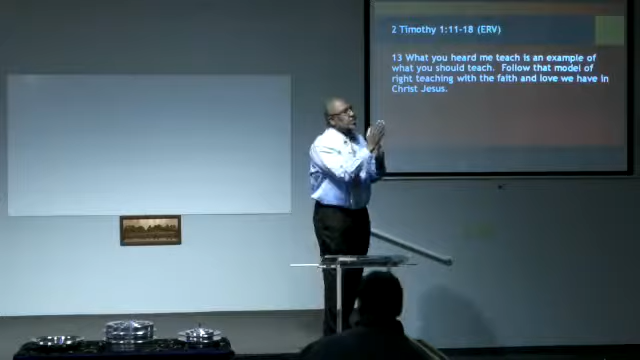 2 Timothy 1:11-18 (ERV)
13 What you heard me teach is an example of
what you should teach. Follow that model of
right teaching with the faith and love we have in
Christ Jesus.